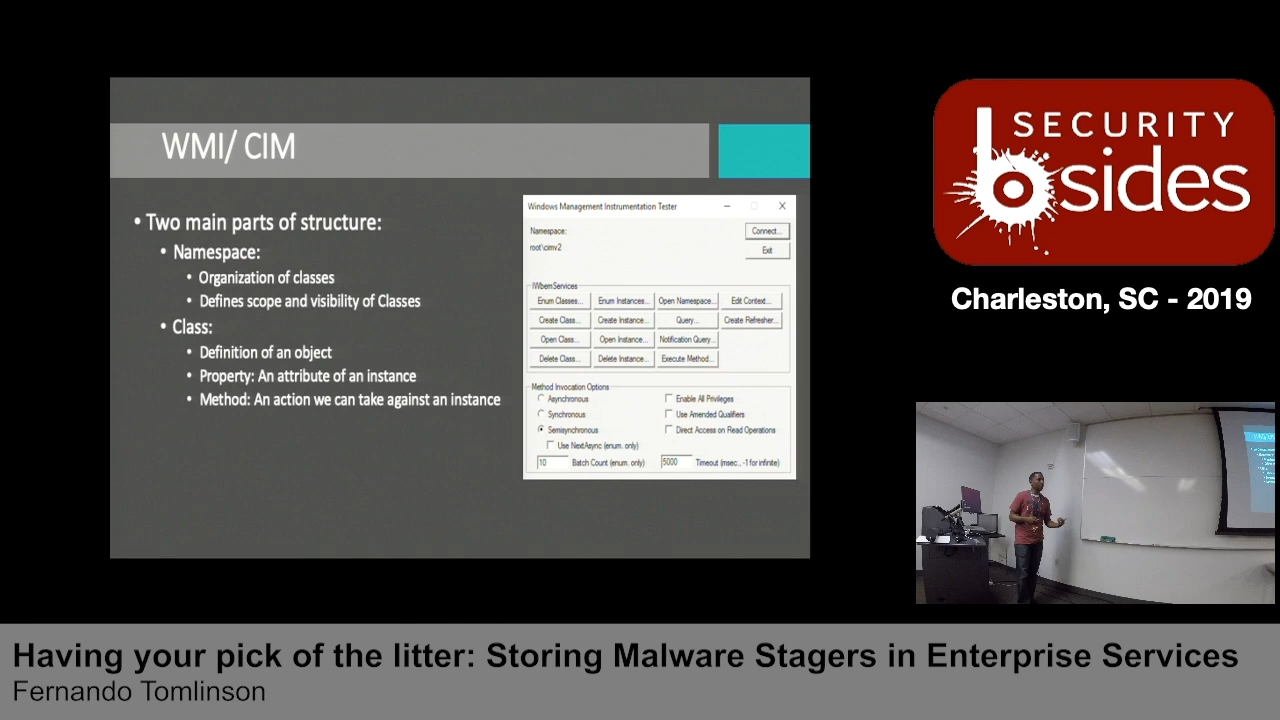 WMI/ CIM
• Two main parts of structure:
• Namespace:
• Organization of classes
• Defines scope and visibility of Classes
• Class:
• Definition of an object
• Property: An attribute of an instance
• Method: An action we can take against an instance
Windows Management Instrumentation Tester
Namespace:
root\cimv2
Connect...
Exit
IWbemServices
Enum Classes... Enum Instances... Open Namespace... Edit Context...
Create Class... Create Instance... Query... Create Refresher...
Open Class... Open Instance... Notification Query...
Delete Class... Delete Instance... Execute Method...
Method Invocation Options
Asynchronous Enable All Privileges
Synchronous Use Amended Qualifiers
Semisynchronous Direct Access on Read Operations
Use NextAsync (enum. only)
10 Batch Count (enum. only) 5000 Timeout (msec., -1 for infinite)
SECURITY
bsides
Charleston, SC - 2019
Having your pick of the litter: Storing Malware Stagers in Enterprise Services
Fernando Tomlinson